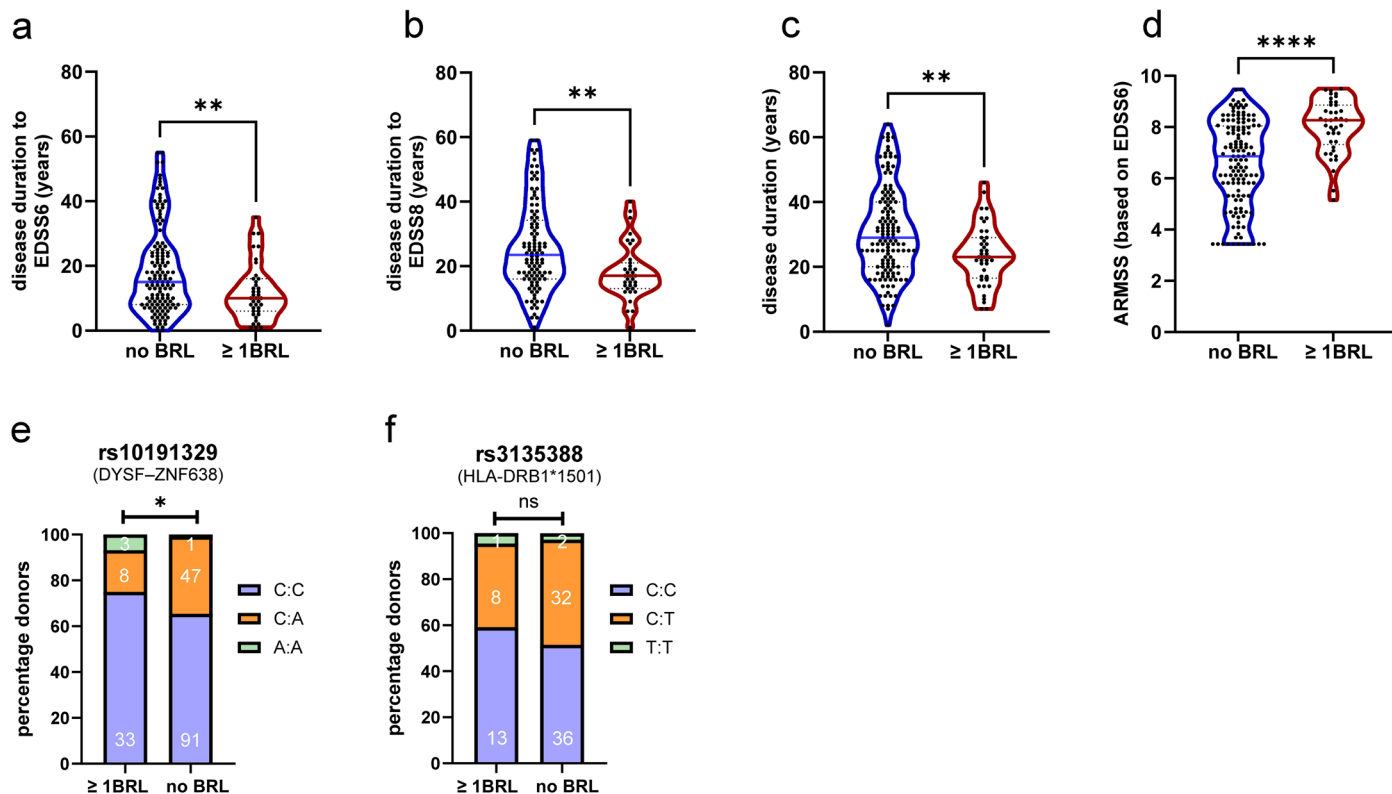 a
**
disease duration to
EDSS6 (years)
80
60
40
20
0
no BRL
≥ 1BRL
b
**
disease duration to
EDSS8 (years)
80
60
40
20
0
no BRL
≥ 1BRL
c
**
disease duration (years)
80
60
40
20
0
no BRL
≥ 1BRL
d
****
ARMSS (based on EDSS6)
10
8
6
4
2
0
no BRL
≥ 1BRL
e
rs10191329
(DYSF–ZNF638)
*
percentage donors
100
80
60
40
20
0
3
8
33
1
47
91
≥ 1BRL
no BRL
C:C
C:A
A:A
f
rs3135388
(HLA-DRB1*1501)
ns
percentage donors
100
80
60
40
20
0
1
8
13
2
32
36
≥ 1BRL
no BRL
C:C
C:T
T:T